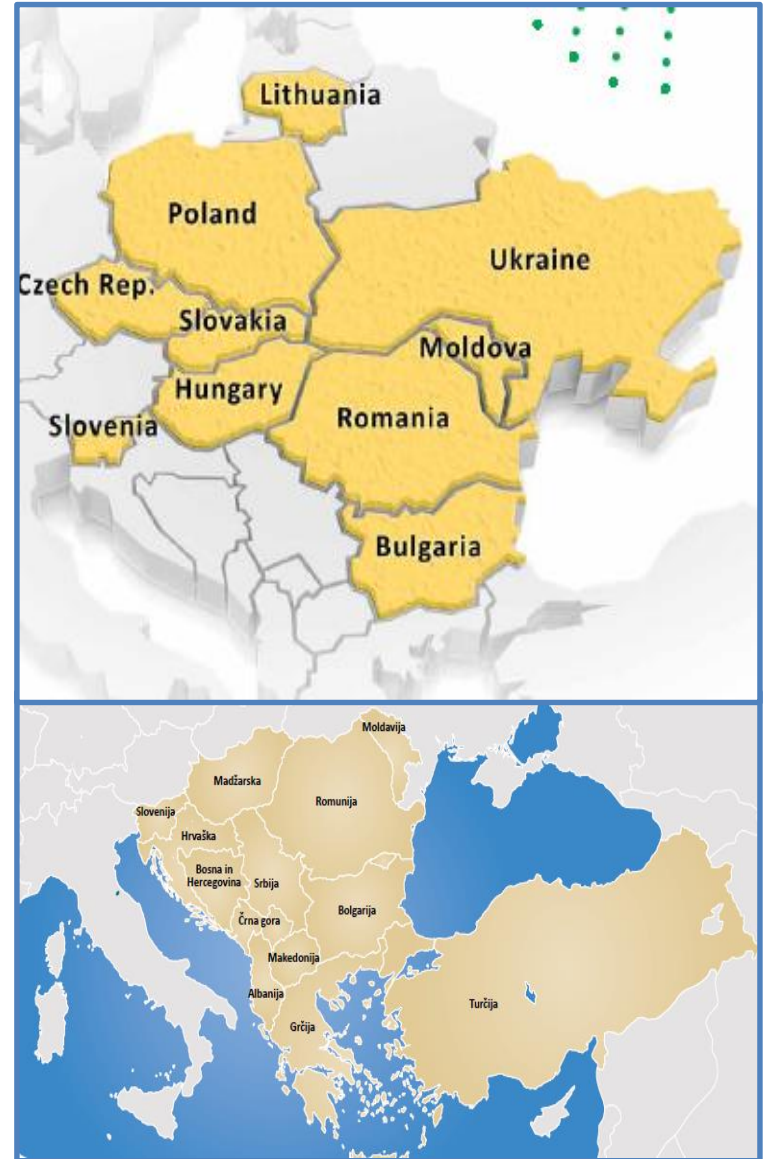 Lithuania
Poland
Ukraine
Czech Rep.
Slovakia
Moldova
Hungary
Romania
Slovenia
Bulgaria
Moldavija
Madžarska
Romunija
Slovenija
Hrvaška
Bosna in
Hercegovina
Srbija
Bolgarija
Črna gora
Makedonija
Albanija
Turčija
Grčija